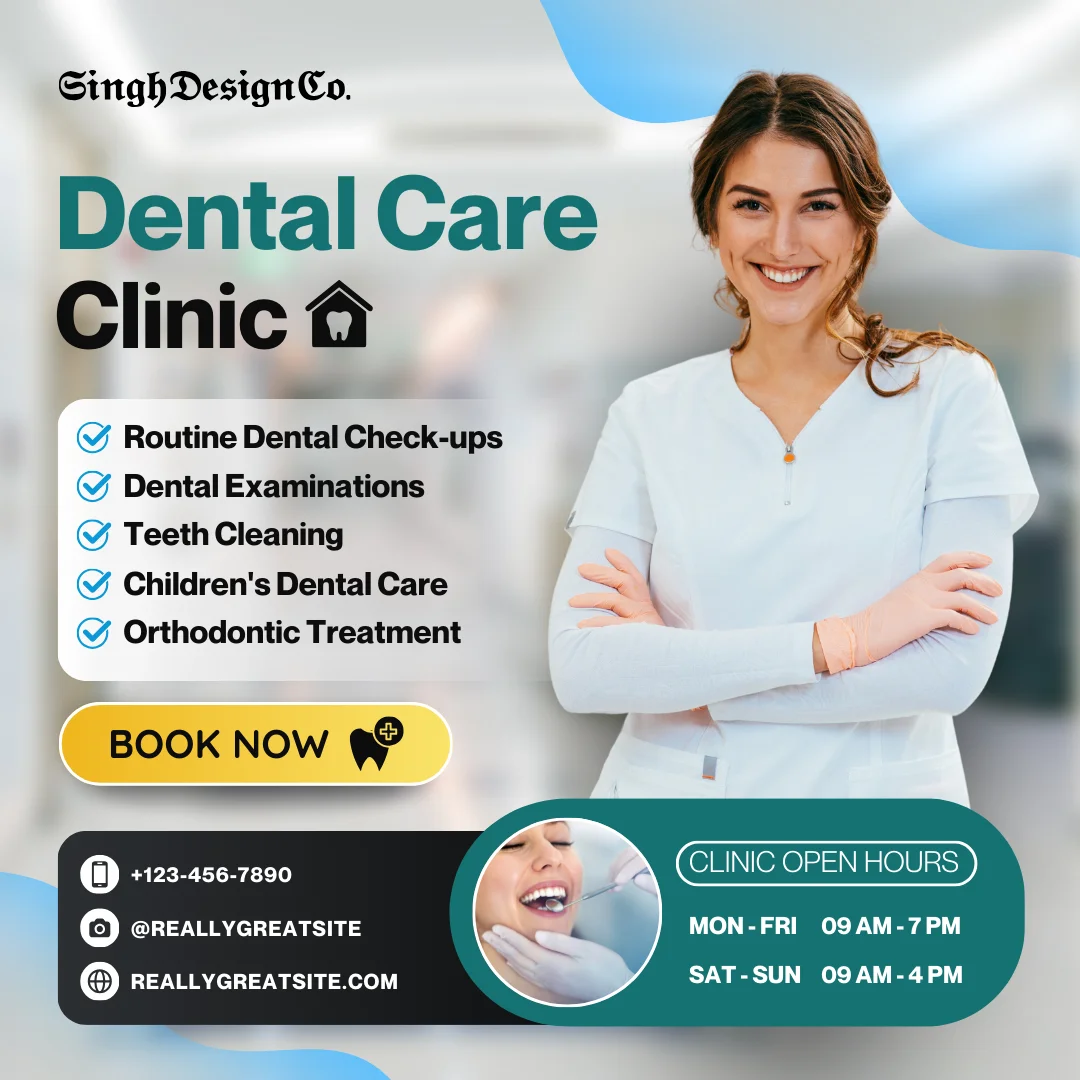 SinghDesignCo.
Dental Care
Clinic
Routine Dental Check-ups
Dental Examinations
Teeth Cleaning
Children's Dental Care
Orthodontic Treatment
BOOK NOW
+123-456-7890
@REALLYGREATSITE
REALLYGREATSITE.COM
CLINIC OPEN HOURS
MON - FRI 09 AM - 7 PM
SAT - SUN 09 AM - 4 PM